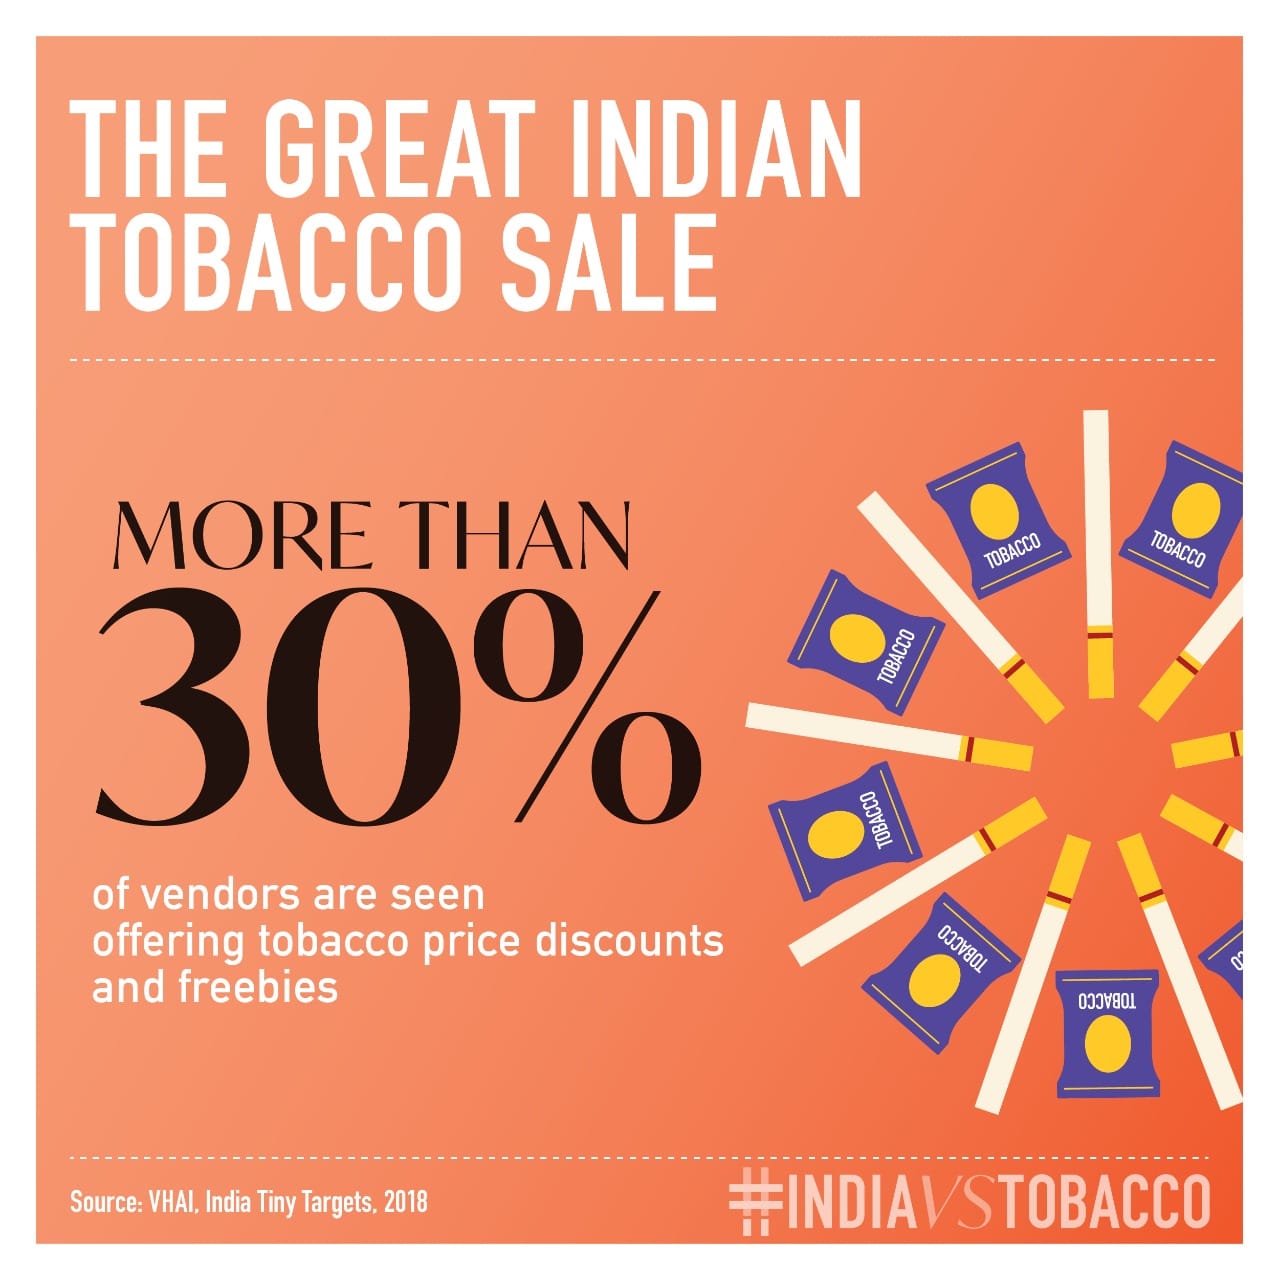 THE GREAT INDIAN
TOBACCO SALE
MORE THAN
30%
of vendors are seen
offering tobacco price discounts
and freebies
TOBACCO
TOBACCO
TOBACCO
TOBACCO
TOBACCO
TOBACCO
CO
Source: VHAI, India Tiny Targets, 2018
#INDIAVSTOBACCO